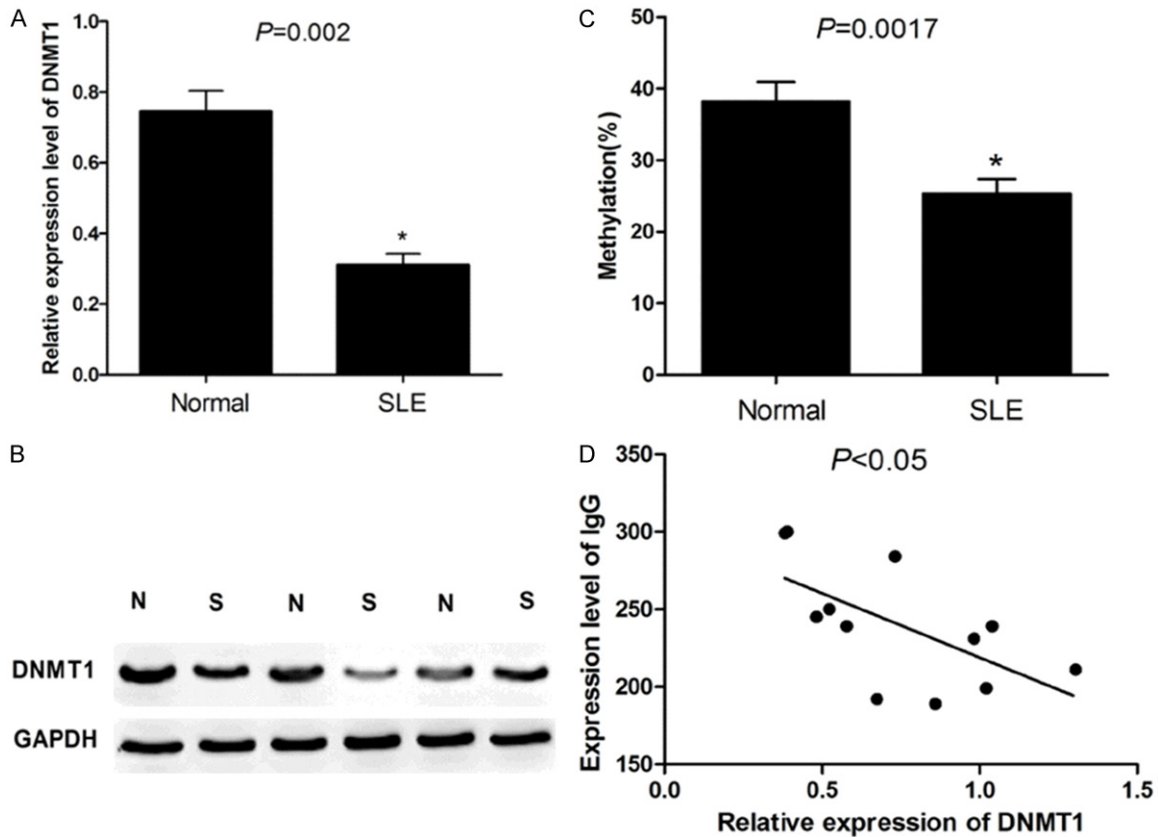 A
P=0.002
Relative expression level of DNMT1
1.0
0.8
0.6
0.4
0.2
0.0
*
Normal
SLE
C
P=0.0017
Methylation(%)
50
40
30
20
10
0
*
Normal
SLE
B
N S N S N S
DNMT1
GAPDH
D
P<0.05
Expression level of IgG
350
300
250
200
150
0.0 0.5 1.0 1.5
Relative expression of DNMT1